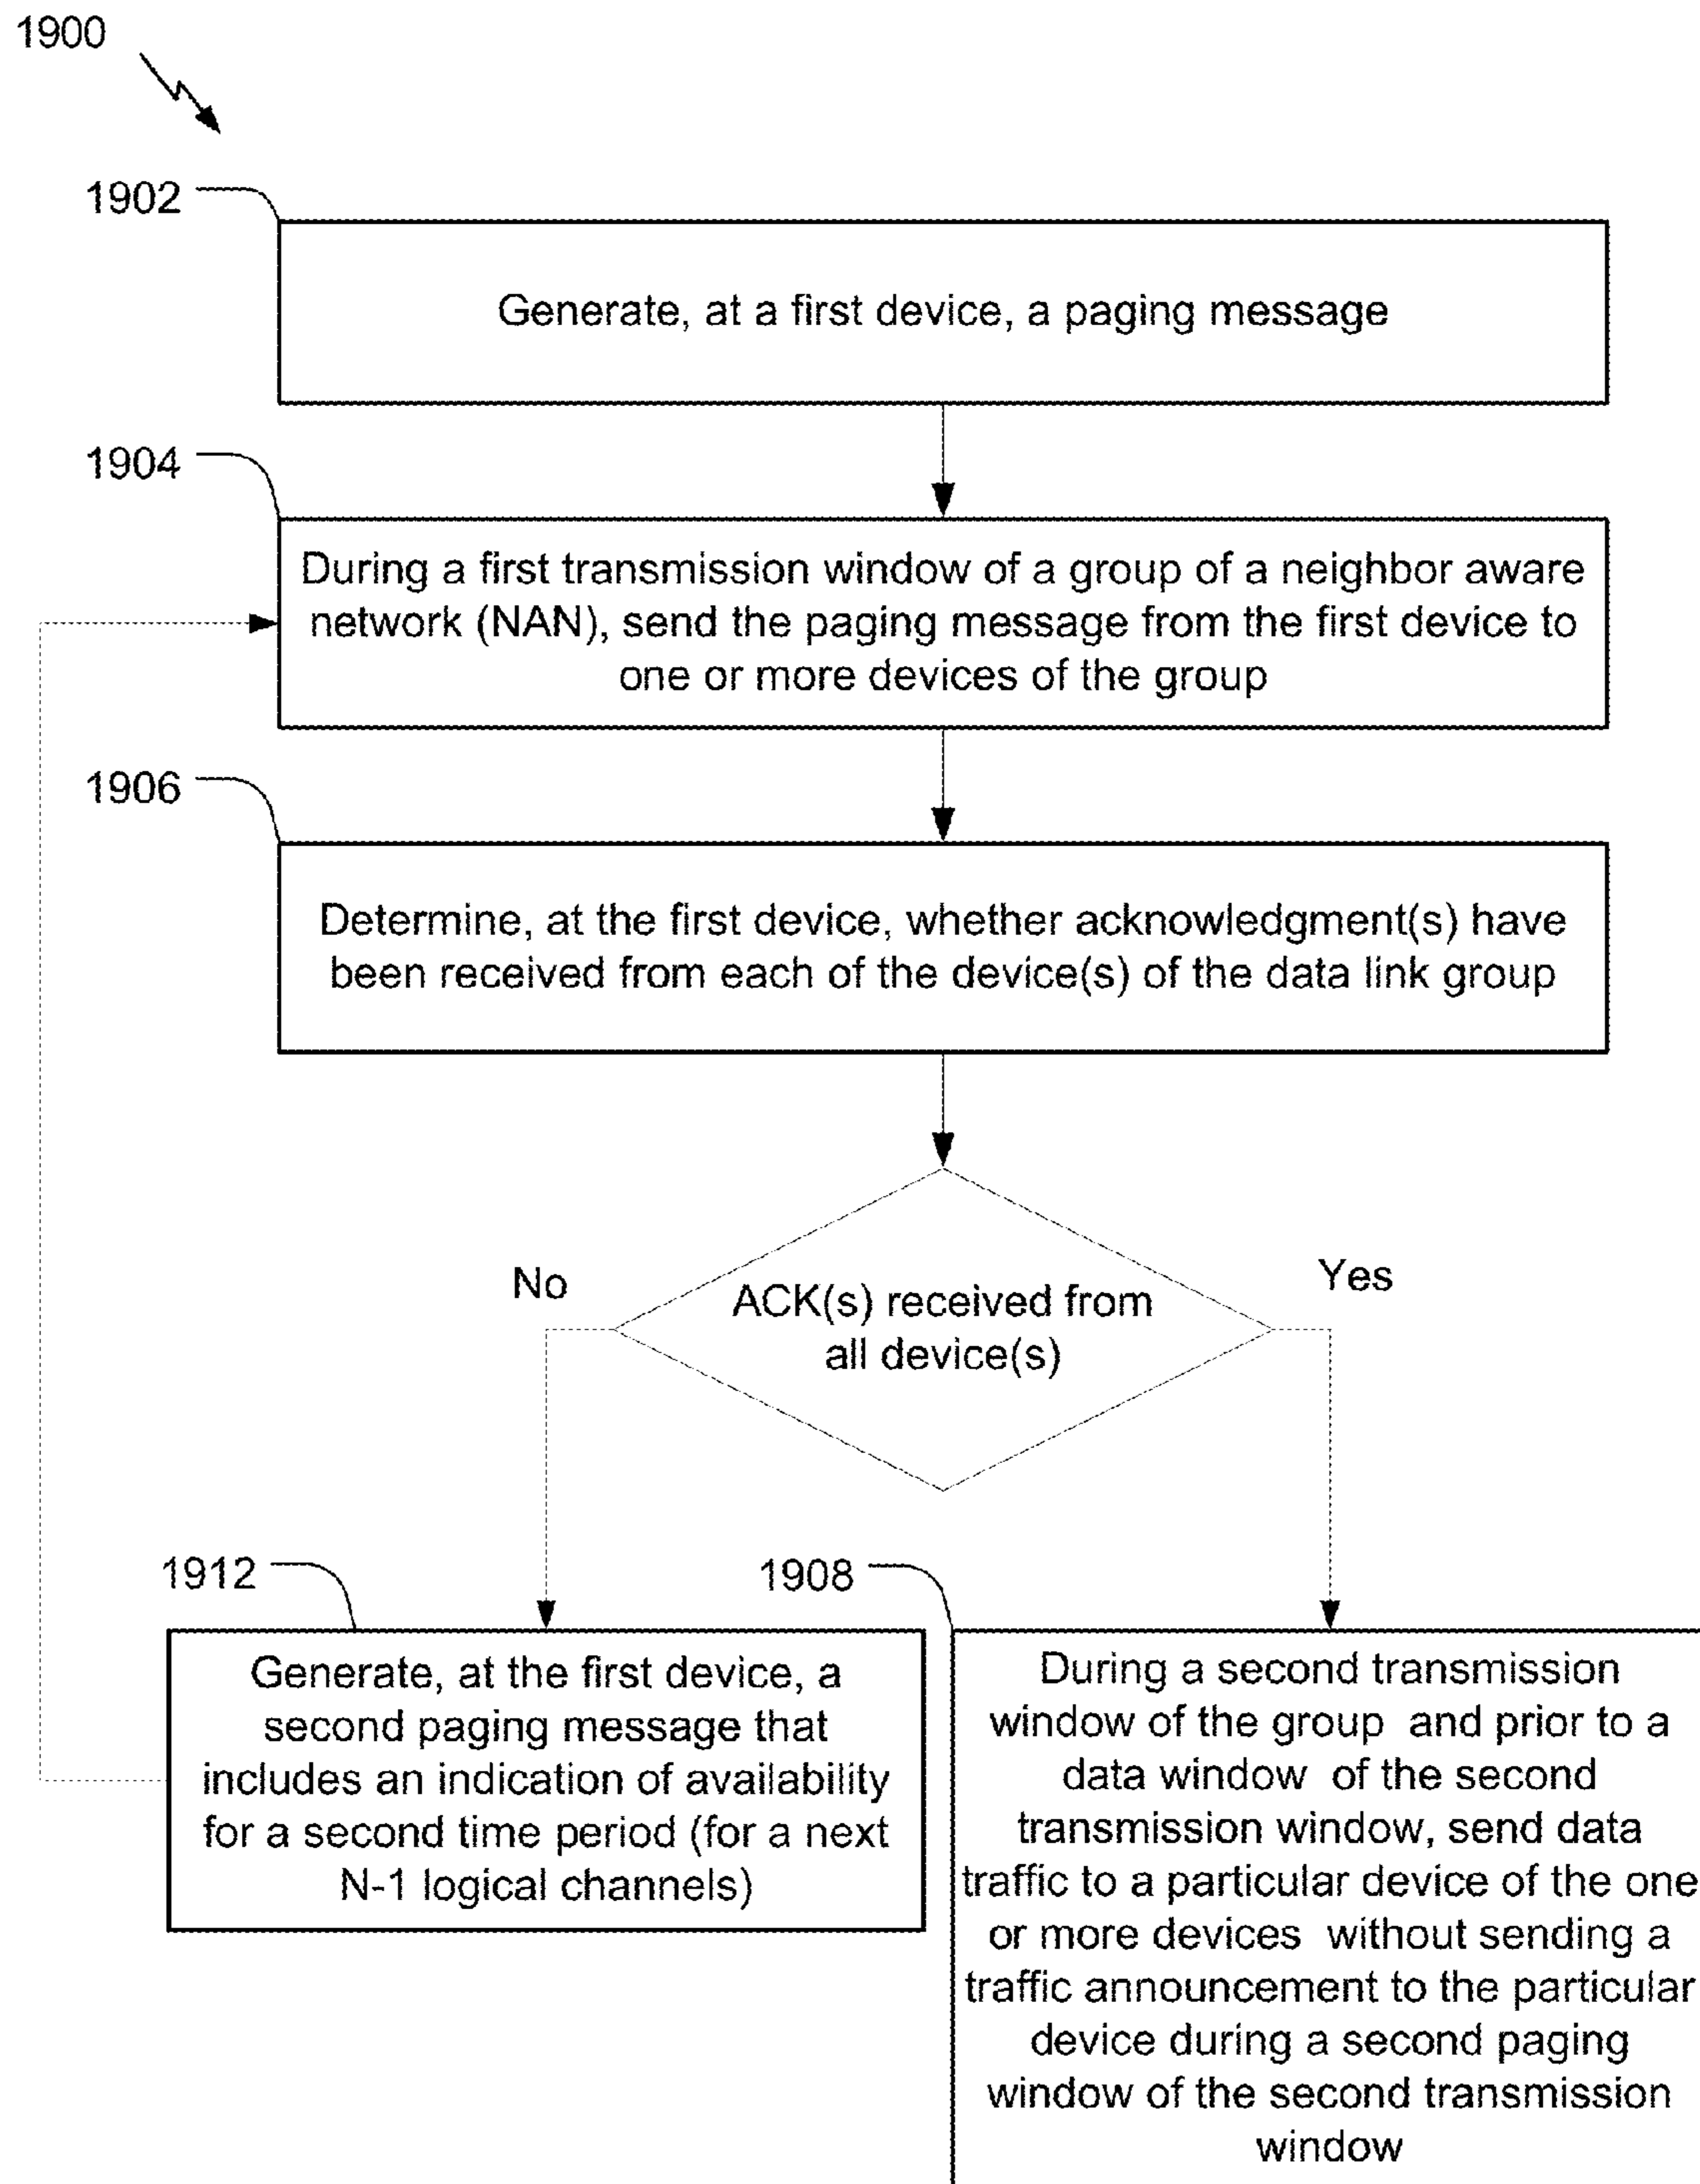 1900
1902
Generate, at a first device, a paging message
1904
During a first transmission window of a group of a neighbor aware
network (NAN), send the paging message from the first device to
one or more devices of the group
1906
Determine, at the first device, whether acknowledgment(s) have
been received from each of the device(s) of the data link group
No
ACK(s) received from
all device(s)
Yes
1912
Generate, at the first device, a
second paging message that
includes an indication of availability
for a second time period (for a next
N-1 logical channels)
1908
During a second transmission
window of the group and prior to a
data window of the second
transmission window, send data
traffic to a particular device of the one
or more devices without sending a
traffic announcement to the particular
device during a second paging
window of the second transmission
window